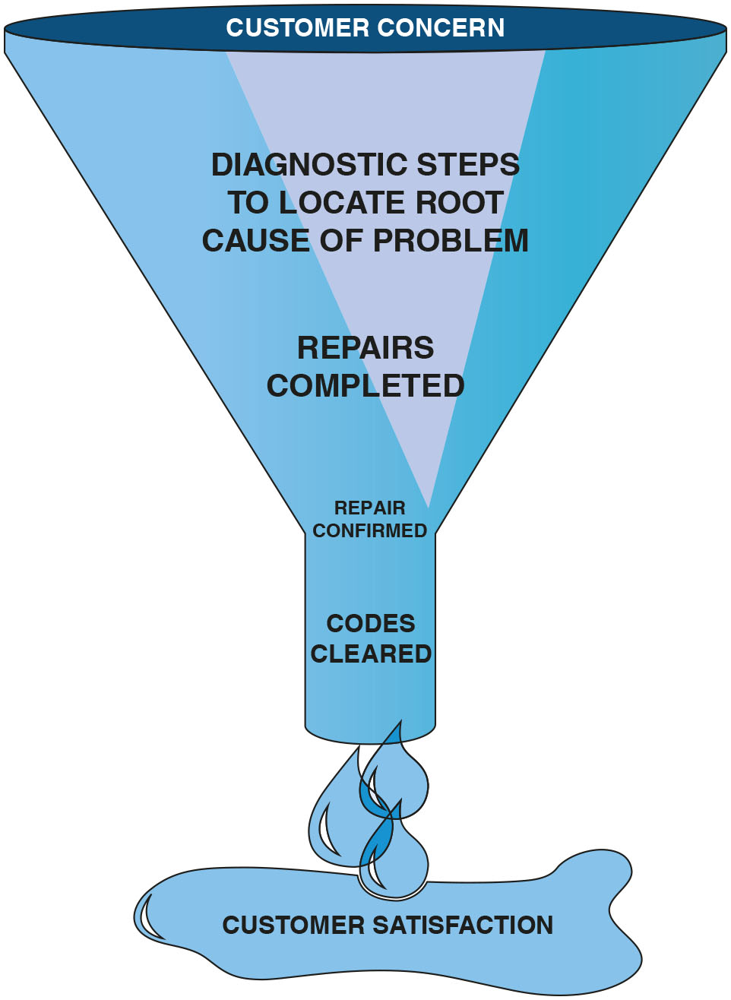 CUSTOMER CONCERN
DIAGNOSTIC STEPS
TO LOCATE ROOT
CAUSE OF PROBLEM
REPAIRS
COMPLETED
REPAIR
CONFIRMED
CODES
CLEARED
CUSTOMER SATISFACTION